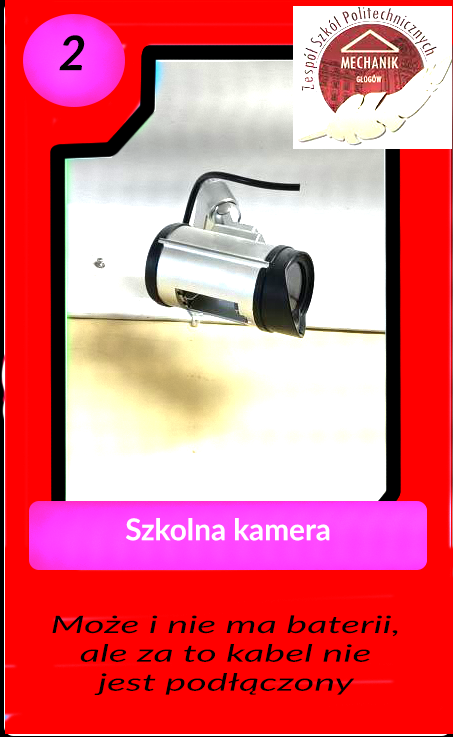 2
Zespół Szkół Politechnicznych
MECHANIK
GŁOGÓW
Szkolna kamera
Może i nie ma baterii,
ale za to kabel nie
jest podłączony